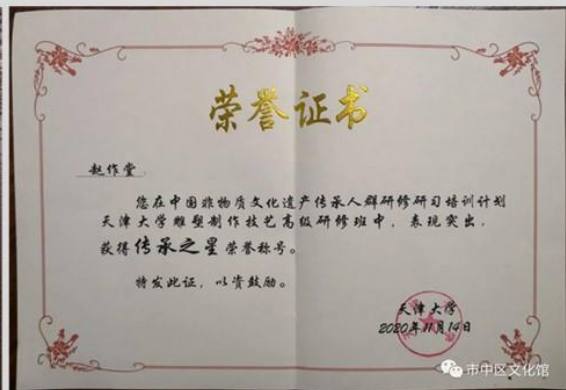 荣誉证书
赵作堂
您在中国非物质文化遗产传承人群研修研习培训计划
天津大学雕塑制作技艺高级研修班中，表现突出，
获得传承之星荣誉称号。
特发此证，以资鼓励。
天津大学
2020年11月14日
市中区文化馆